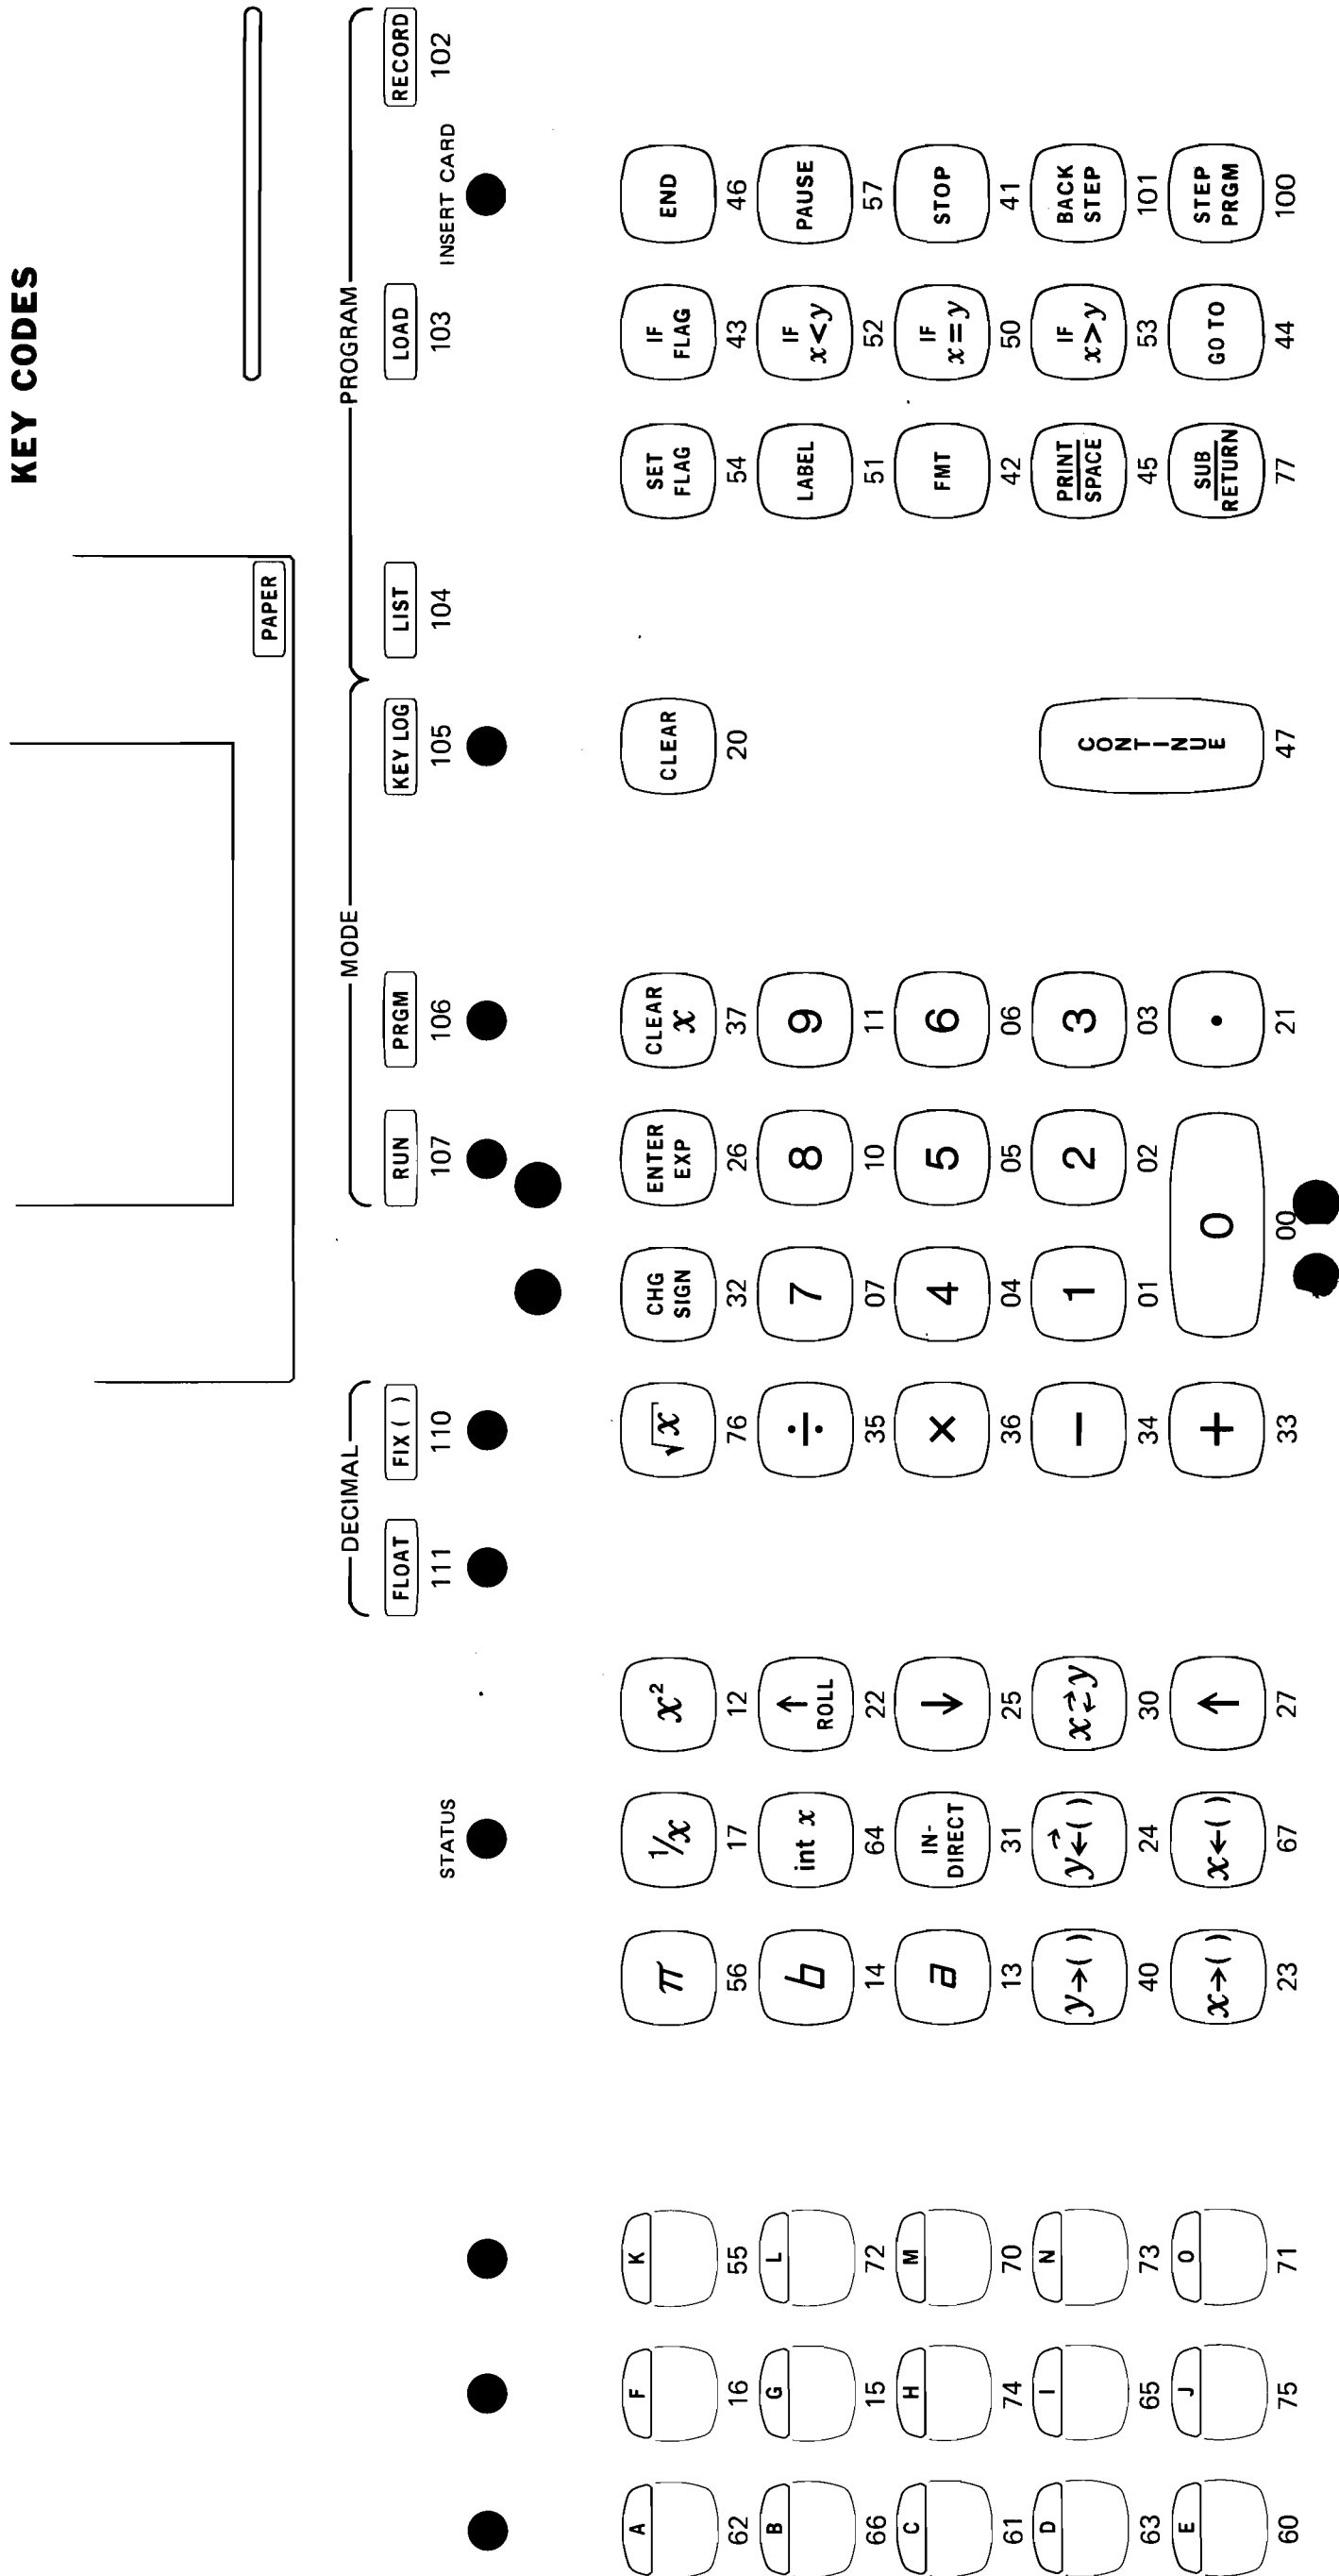 KEY CODES
PAPER
DECIMAL MODE PROGRAM
FLOAT FIX ( ) RUN PRGM KEY LOG LIST LOAD RECORD
111 110 107 106 105 104 103 102
STATUS INSERT CARD
A F K π 1/x x² √x CHG SIGN ENTER EXP CLEAR x CLEAR SET FLAG IF FLAG END
62 16 55 56 17 12 76 32 26 37 20 54 43 46
B G L b int x ↑ ROLL ÷ 7 8 9 LABEL IF x<y PAUSE
66 15 72 14 64 22 35 07 10 11 51 52 57
C H M a IN-DIRECT ↓ × 4 5 6 FMT IF x=y STOP
61 74 70 13 31 25 36 04 05 06 42 50 41
D I N y→( ) y⇄( ) x⇄y − 1 2 3 CONTINUE PRINT SPACE IF x>y BACK STEP
63 65 73 40 24 30 34 01 02 03 45 53 101
E J O x→( ) x←( ) ↑ + 0 . SUB RETURN GO TO STEP PRGM
60 75 71 23 67 27 33 00 21 47 77 44 100